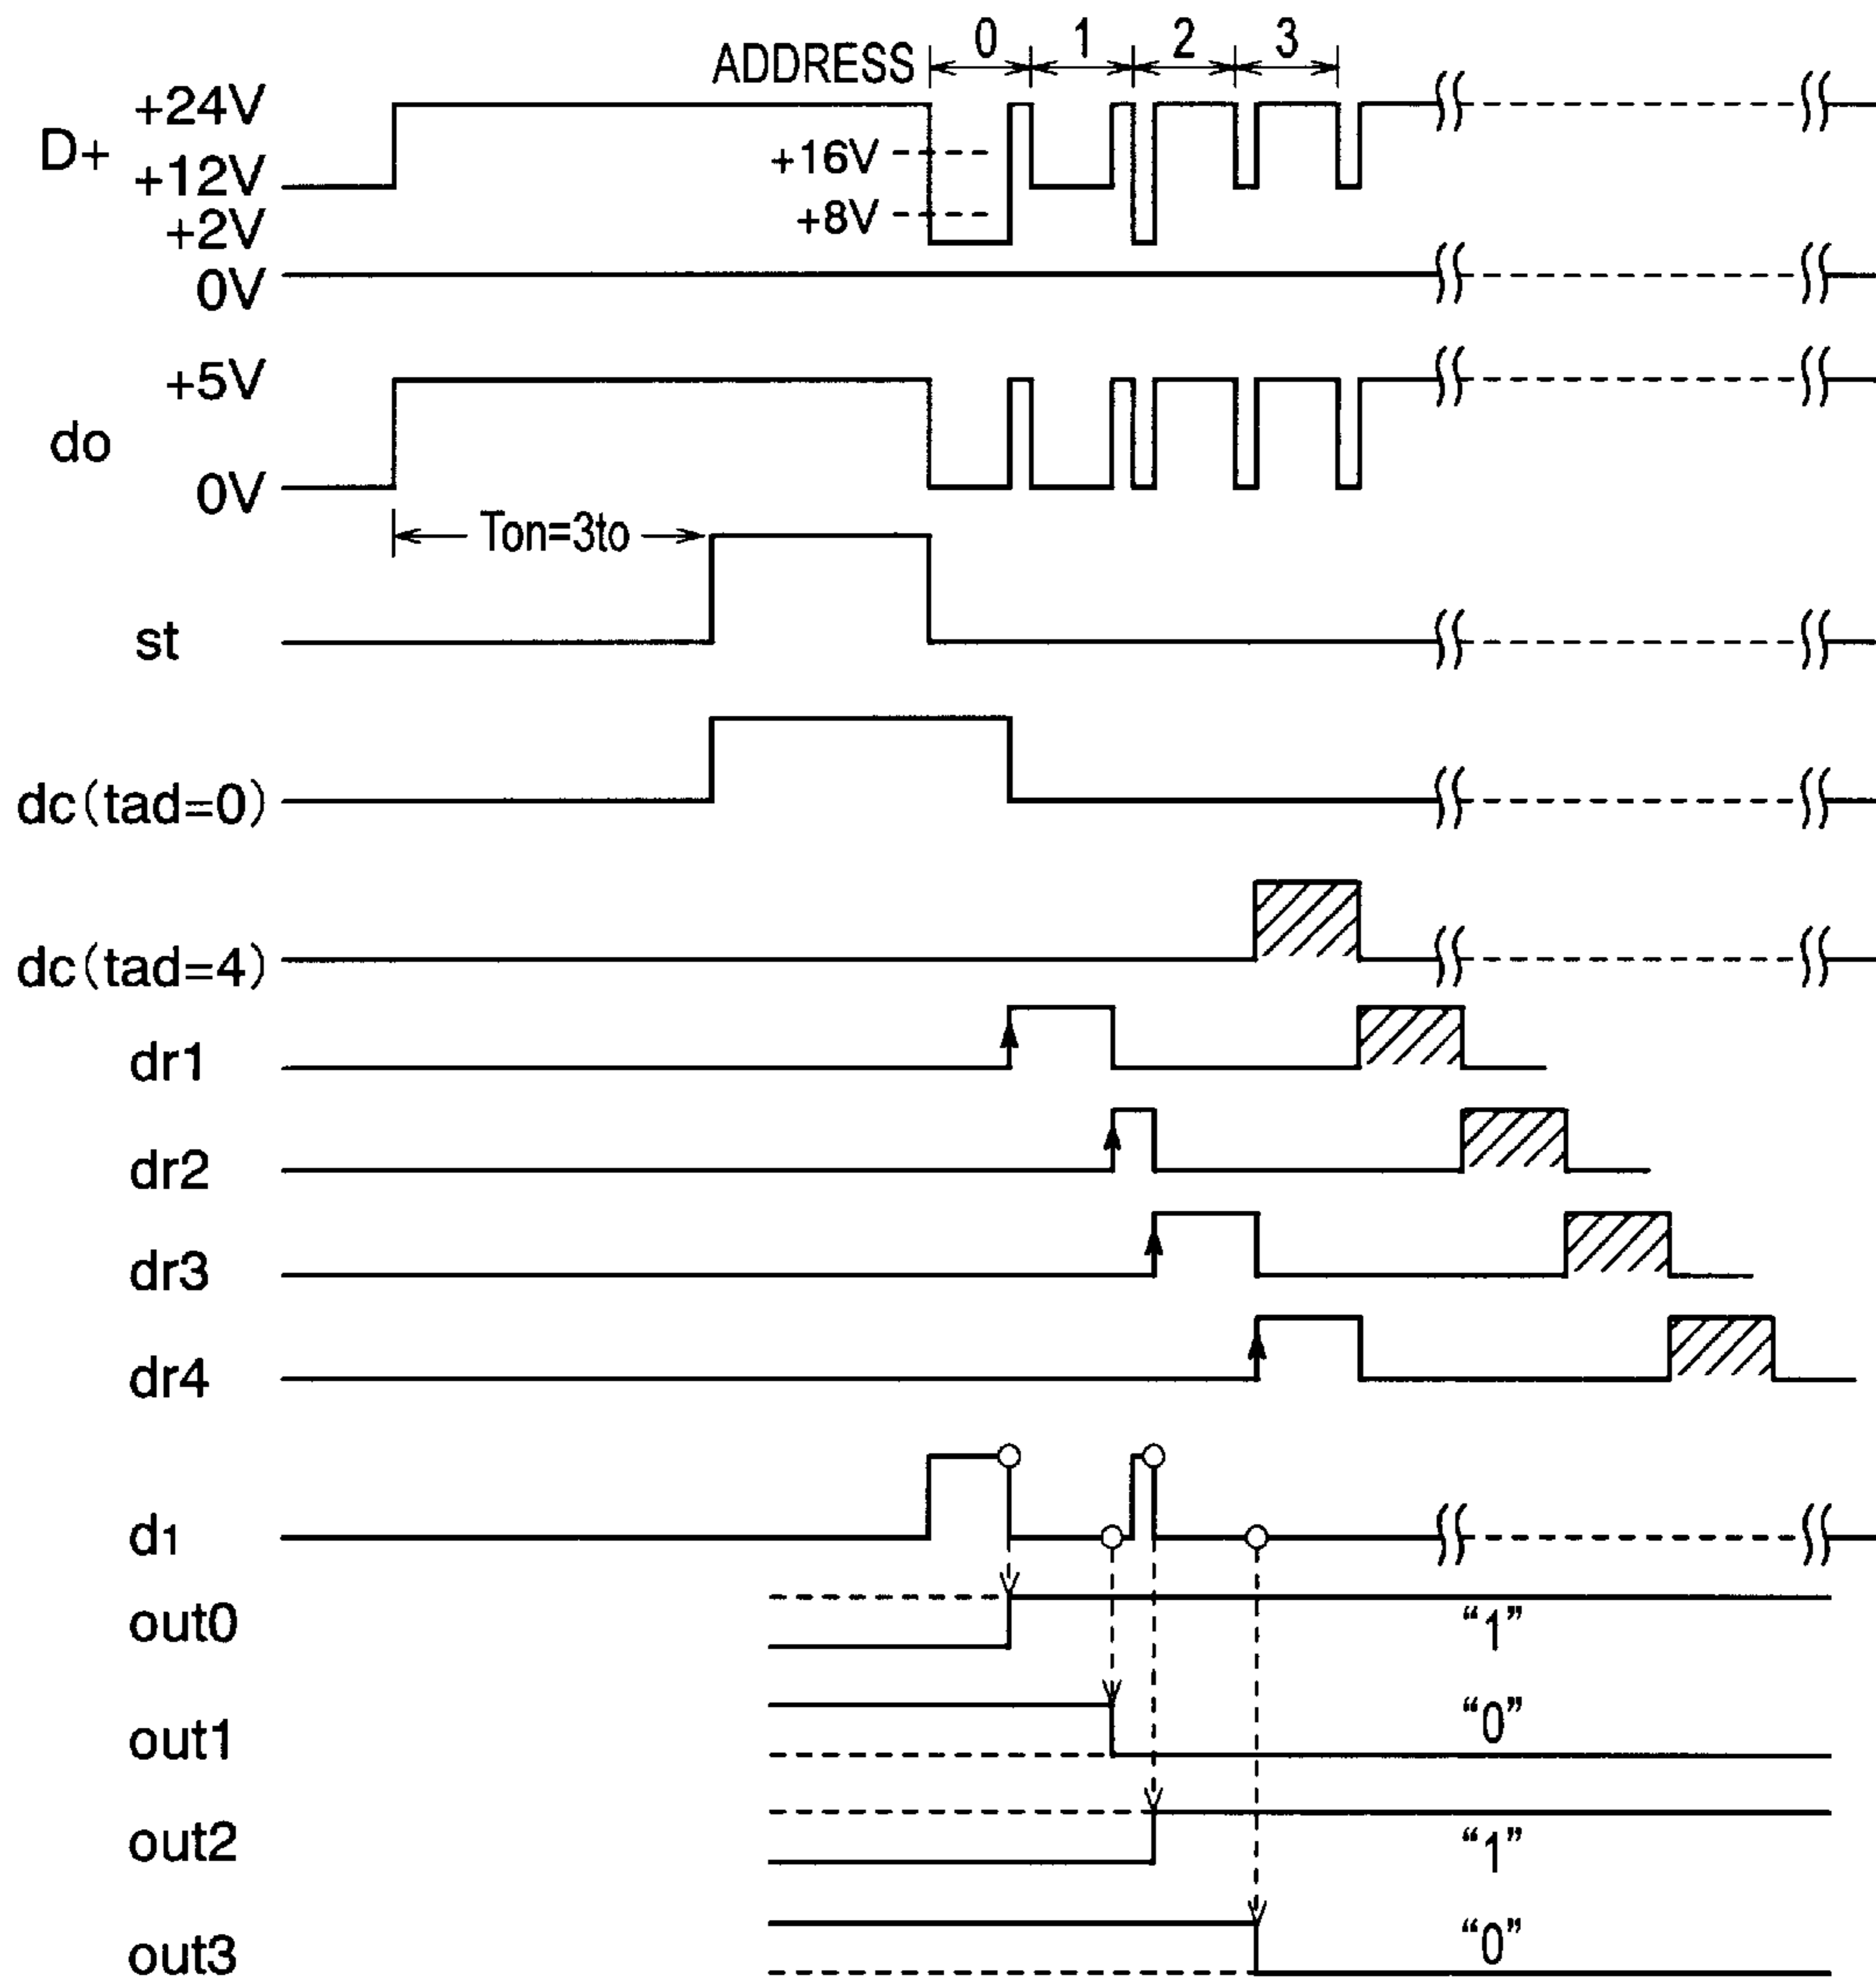 ADDRESS 0 1 2 3
+24V
D+
+12V
+16V
+2V
+8V
0V
+5V
do
0V
Ton=3to
st
dc(tad=0)
dc(tad=4)
dr1
dr2
dr3
dr4
d1
out0
“1”
out1
“0”
out2
“1”
out3
“0”